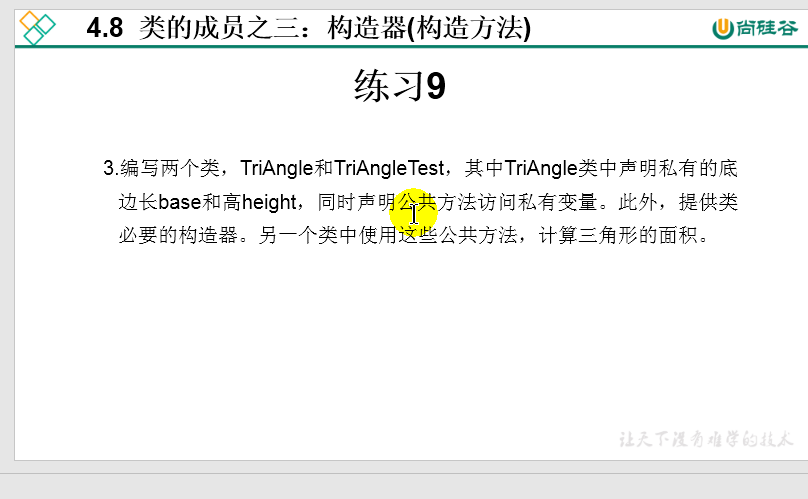 4.8 类的成员之三：构造器(构造方法)
尚硅谷
练习9
3.编写两个类，TriAngle和TriAngleTest，其中TriAngle类中声明私有的底
边长base和高height，同时声明公共方法访问私有变量。此外，提供类
必要的构造器。另一个类中使用这些公共方法，计算三角形的面积。
让天下没有难学的技术